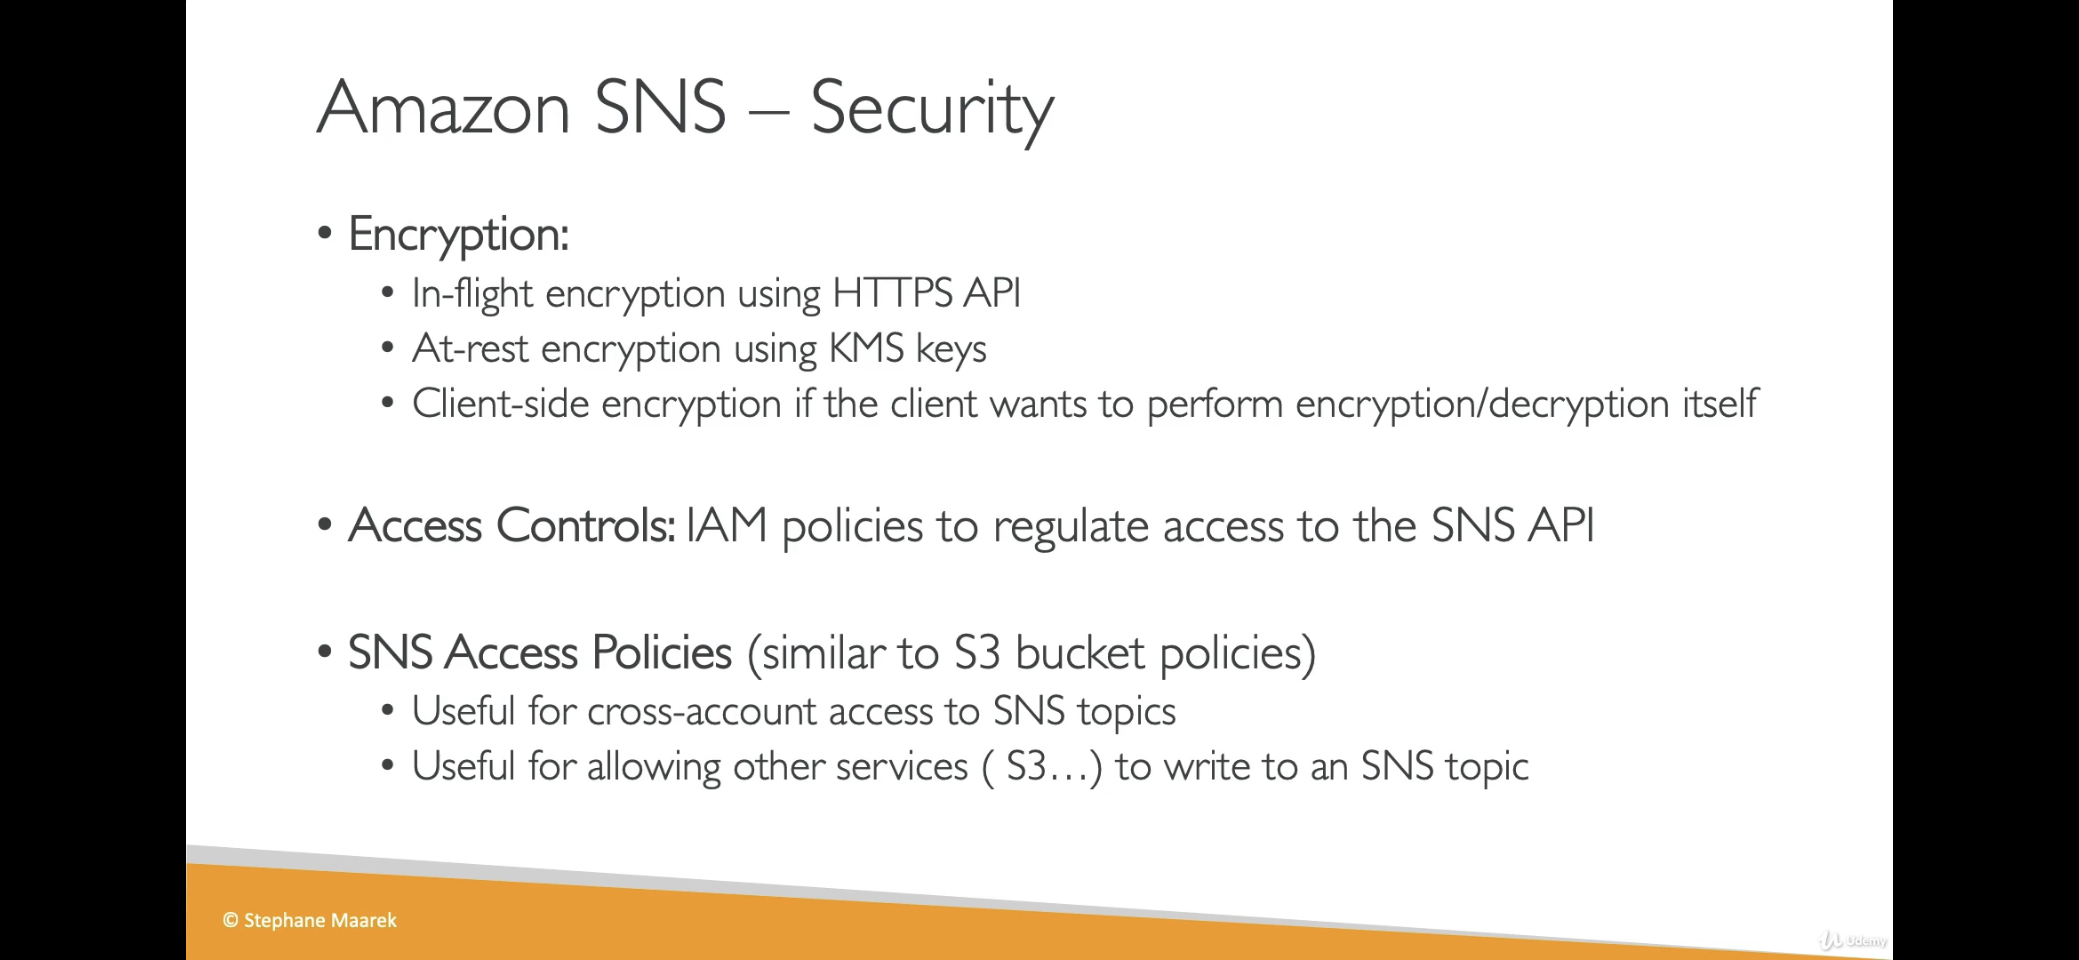 Amazon SNS – Security
• Encryption:
• In-flight encryption using HTTPS API
• At-rest encryption using KMS keys
• Client-side encryption if the client wants to perform encryption/decryption itself
• Access Controls: IAM policies to regulate access to the SNS API
• SNS Access Policies (similar to S3 bucket policies)
• Useful for cross-account access to SNS topics
• Useful for allowing other services ( S3…) to write to an SNS topic
© Stephane Maarek
Udemy